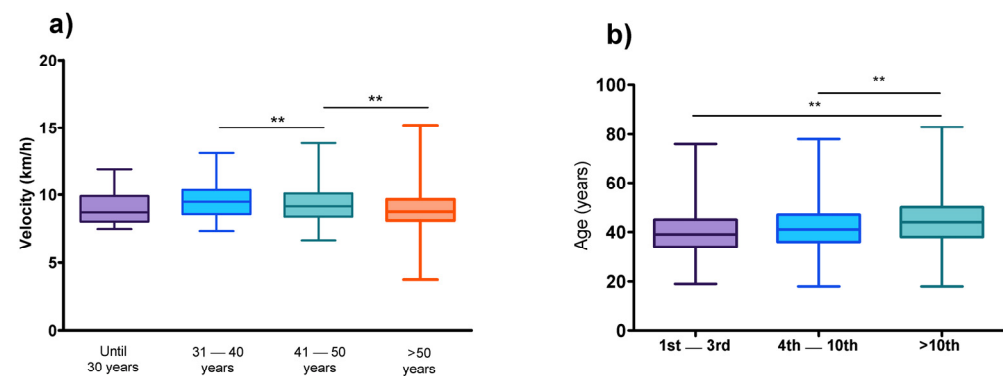 a)
Velocity (km/h)
20
15
10
5
0
**
**
Until
30 years
31 — 40
years
41 — 50
years
>50
years
b)
Age (years)
100
80
60
40
20
0
**
**
1st — 3rd
4th — 10th
>10th